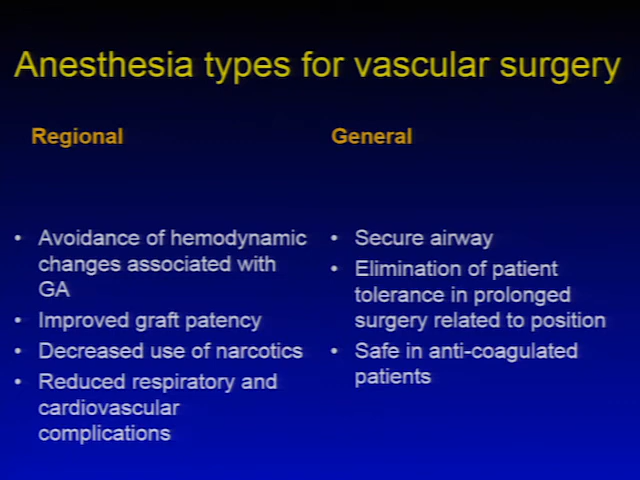 Anesthesia types for vascular surgery
Regional
• Avoidance of hemodynamic
changes associated with
GA
• Improved graft patency
• Decreased use of narcotics
• Reduced respiratory and
cardiovascular
complications
General
• Secure airway
• Elimination of patient
tolerance in prolonged
surgery related to position
• Safe in anti-coagulated
patients